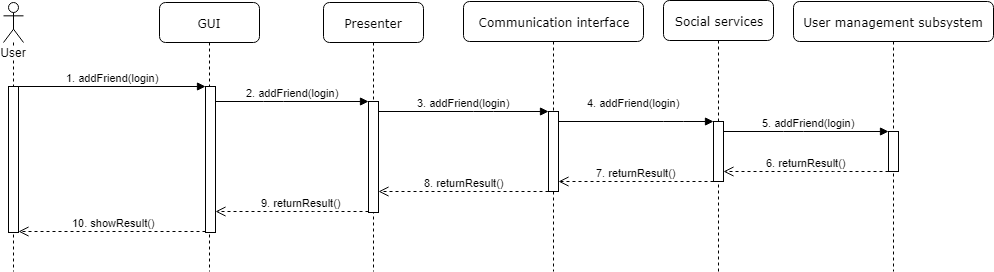 GUI
Presenter
Communication interface
Social services
User management subsystem
User
1. addFriend(login)
2. addFriend(login)
3. addFriend(login)
4. addFriend(login)
5. addFriend(login)
6. returnResult()
7. returnResult()
8. returnResult()
9. returnResult()
10. showResult()